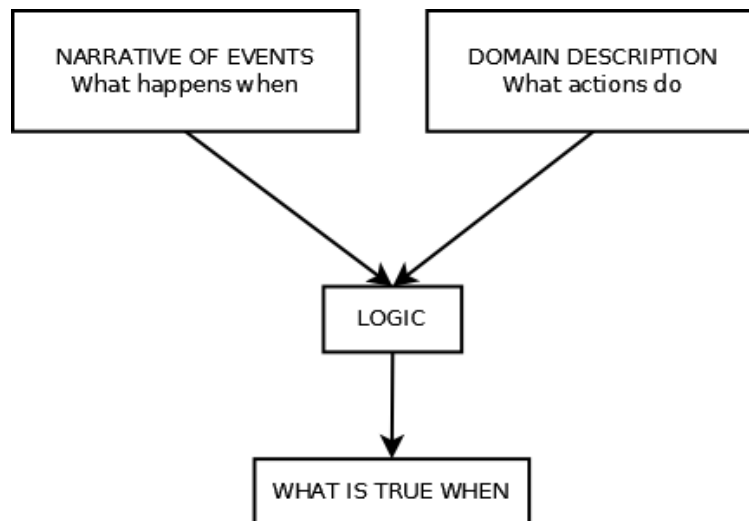 NARRATIVE OF EVENTS
What happens when
DOMAIN DESCRIPTION
What actions do
LOGIC
WHAT IS TRUE WHEN